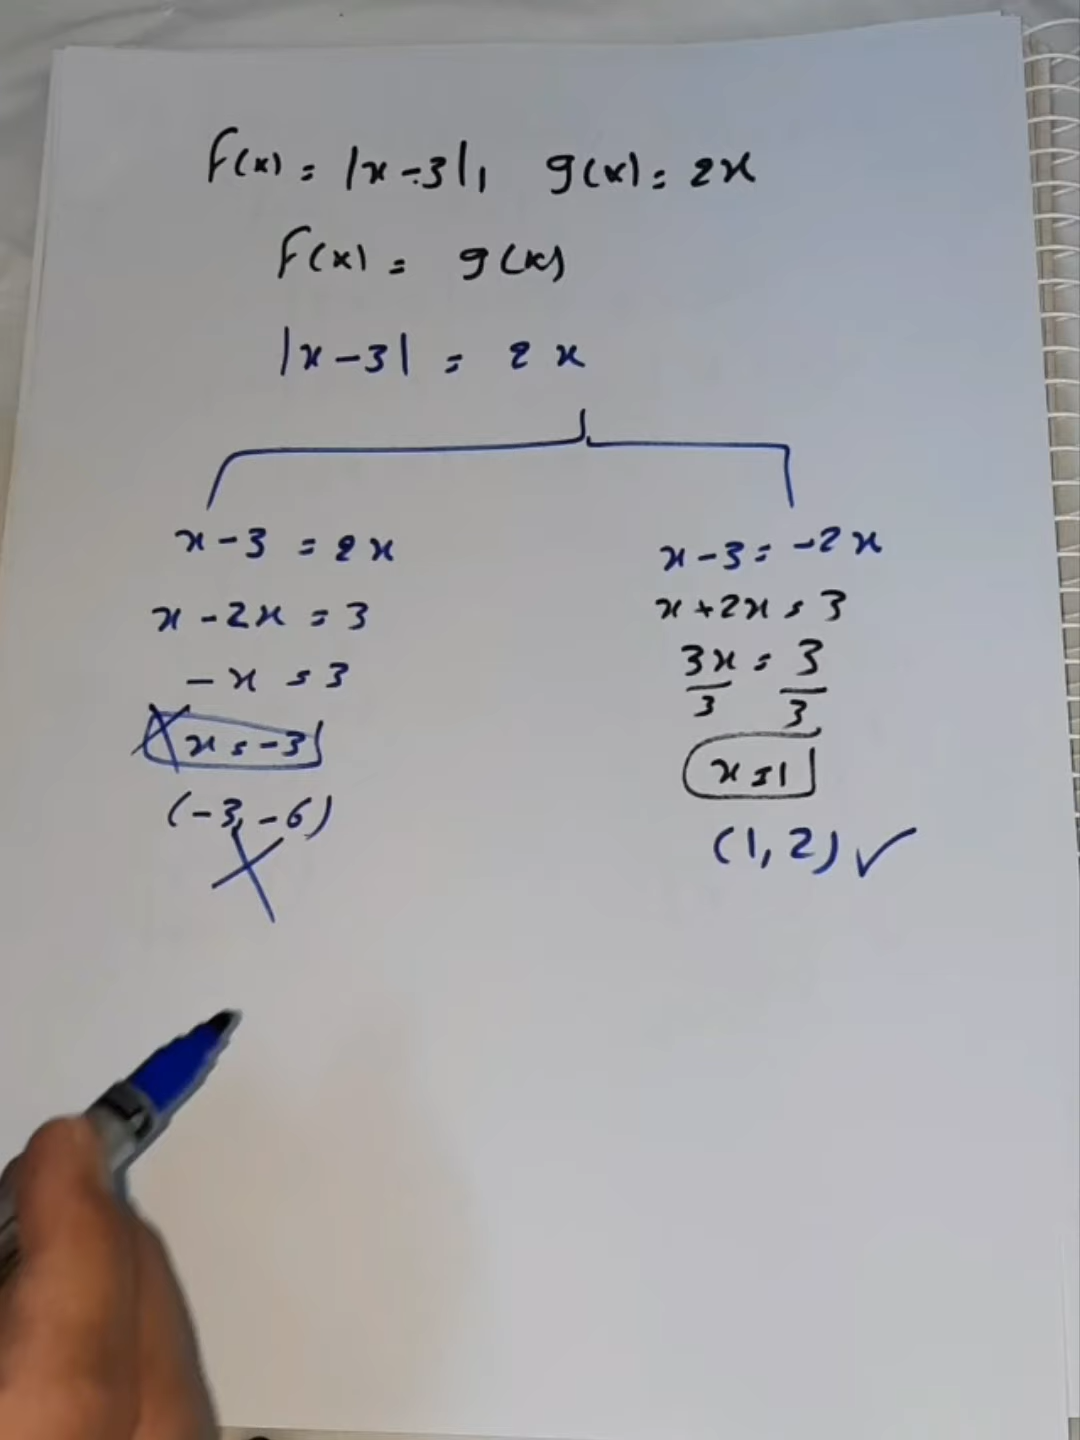 f(x) = |x-3|, g(x) = 2x
f(x) = g(x)
|x-3| = 2x
x-3 = 2x
x-2x = 3
-x = 3
x = -3
(-3, -6)
x-3 = -2x
x+2x = 3
3x/3 = 3/3
x = 1
(1, 2) ✓